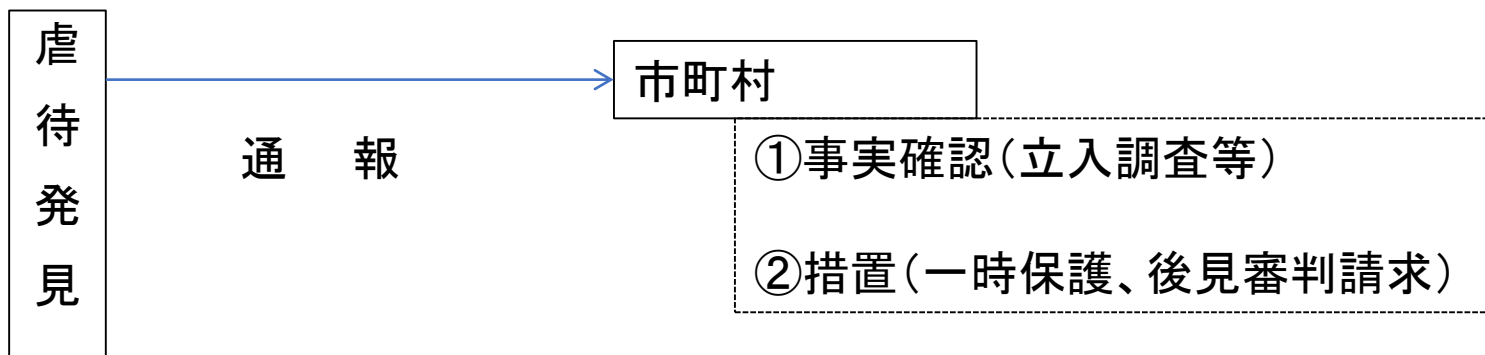 虐待発見
市町村
通 報
①事実確認(立入調査等)
②措置(一時保護、後見審判請求)